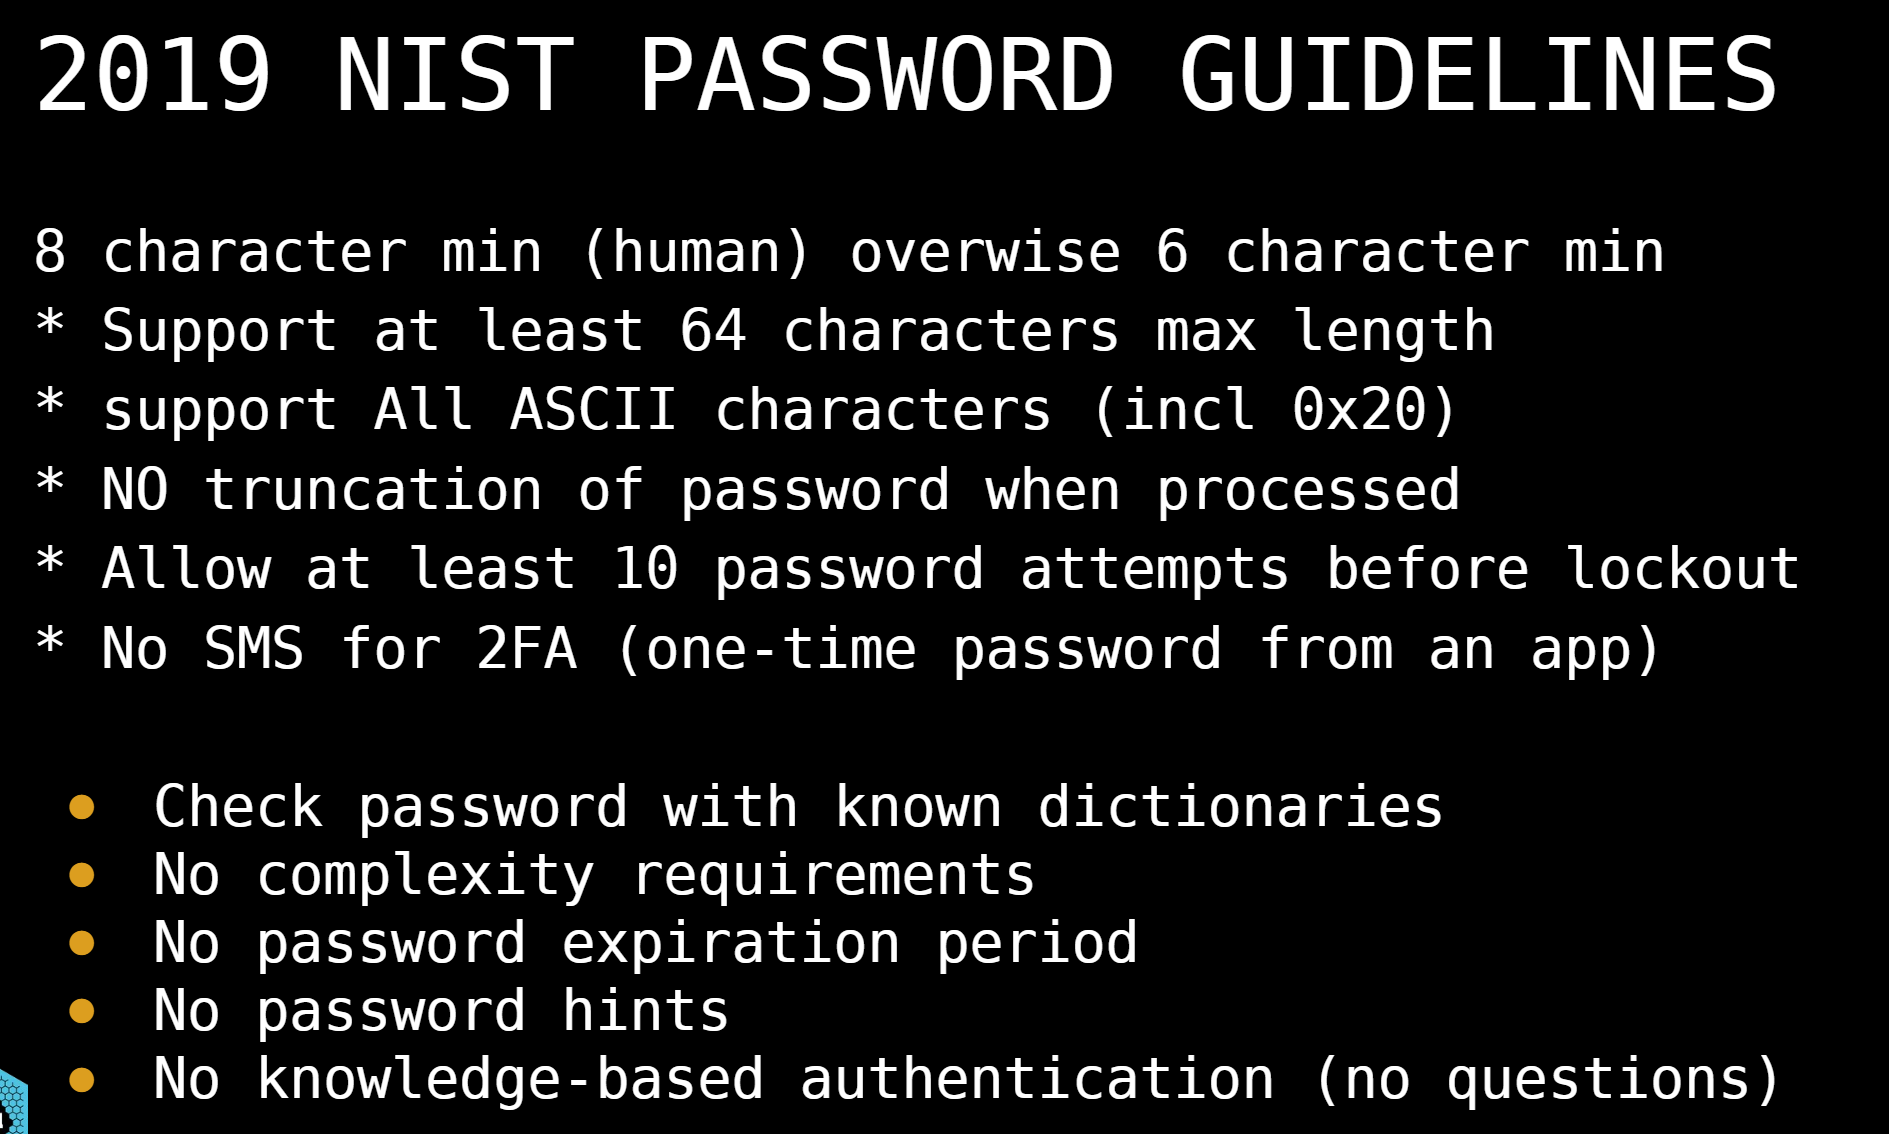 2019 NIST PASSWORD GUIDELINES
8 character min (human) overwise 6 character min
* Support at least 64 characters max length
* support All ASCII characters (incl 0x20)
* NO truncation of password when processed
* Allow at least 10 password attempts before lockout
* No SMS for 2FA (one-time password from an app)
• Check password with known dictionaries
• No complexity requirements
• No password expiration period
• No password hints
• No knowledge-based authentication (no questions)